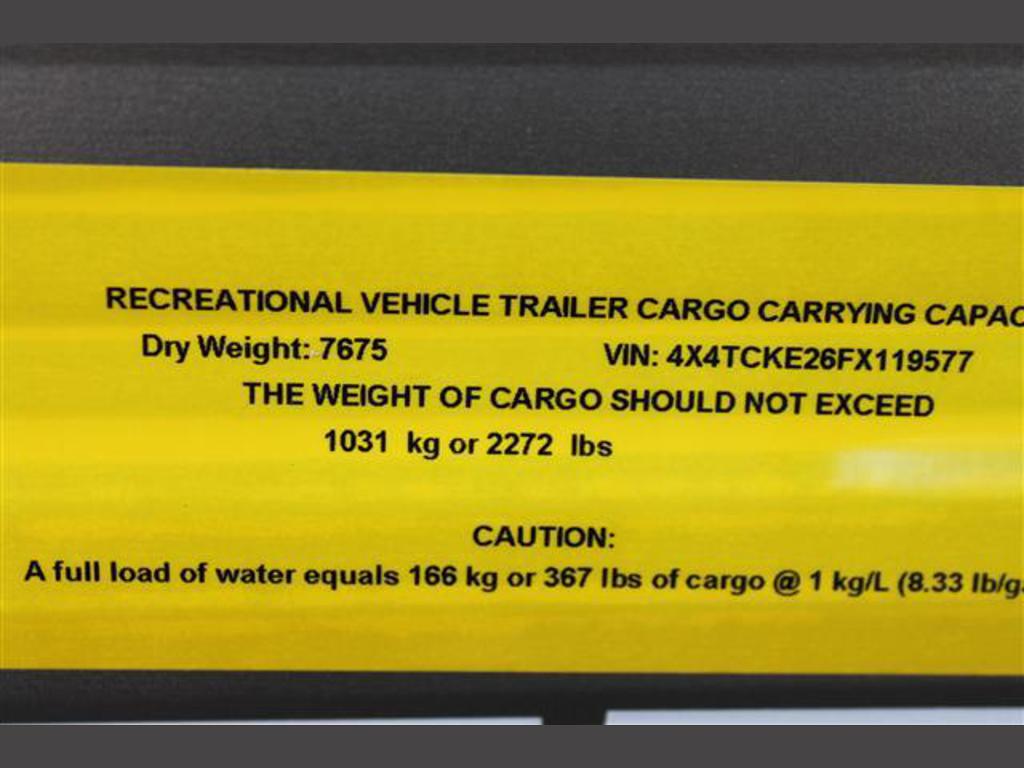 RECREATIONAL VEHICLE TRAILER CARGO CARRYING CAPAC
Dry Weight: 7675 VIN: 4X4TCKE26FX119577
THE WEIGHT OF CARGO SHOULD NOT EXCEED
1031 kg or 2272 lbs
CAUTION:
A full load of water equals 166 kg or 367 lbs of cargo @ 1 kg/L (8.33 lb/g